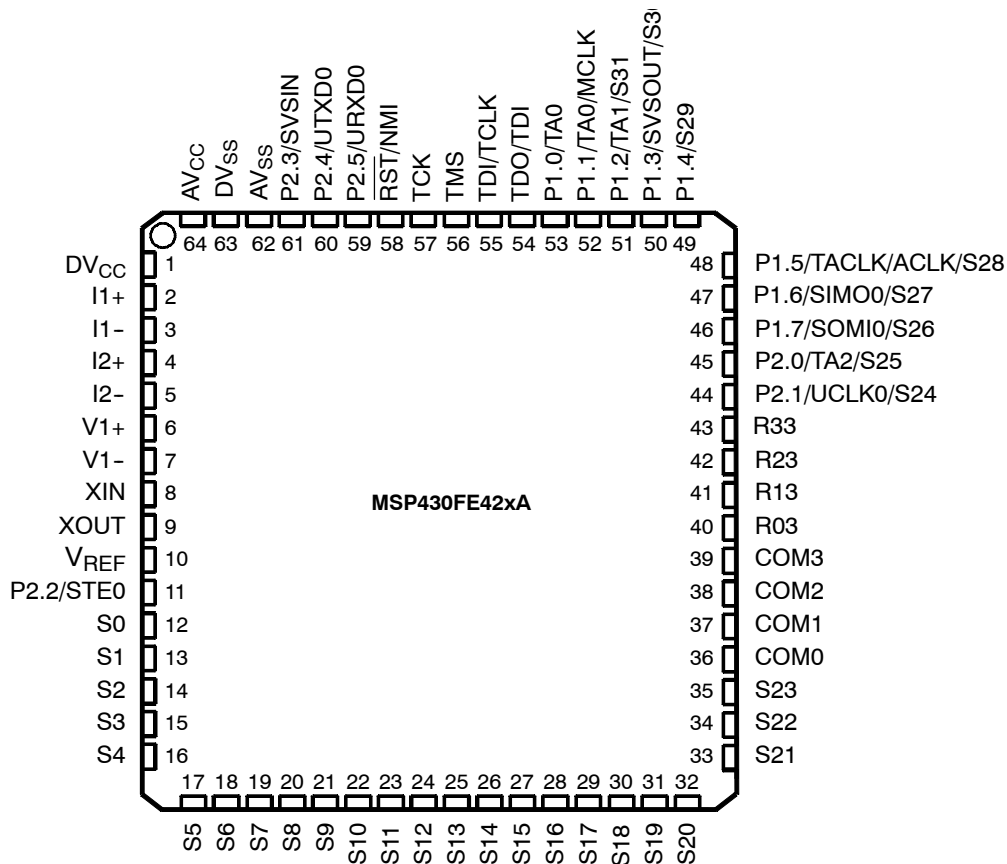 AVCC
DVSS
AVSS
P2.3/SVSIN
P2.4/UTXD0
P2.5/URXD0
RST/NMI
TCK
TMS
TDI/TCLK
TDO/TDI
P1.0/TA0
P1.1/TA0/MCLK
P1.2/TA1/S31
P1.3/SVSOUT/S3
P1.4/S29
64 63 62 61 60 59 58 57 56 55 54 53 52 51 50 49
DVCC 1
I1+ 2
I1- 3
I2+ 4
I2- 5
V1+ 6
V1- 7
XIN 8
XOUT 9
VREF 10
P2.2/STE0 11
S0 12
S1 13
S2 14
S3 15
S4 16
MSP430FE42xA
48 P1.5/TACLK/ACLK/S28
47 P1.6/SIMO0/S27
46 P1.7/SOMI0/S26
45 P2.0/TA2/S25
44 P2.1/UCLK0/S24
43 R33
42 R23
41 R13
40 R03
39 COM3
38 COM2
37 COM1
36 COM0
35 S23
34 S22
33 S21
17 18 19 20 21 22 23 24 25 26 27 28 29 30 31 32
S5
S6
S7
S8
S9
S10
S11
S12
S13
S14
S15
S16
S17
S18
S19
S20